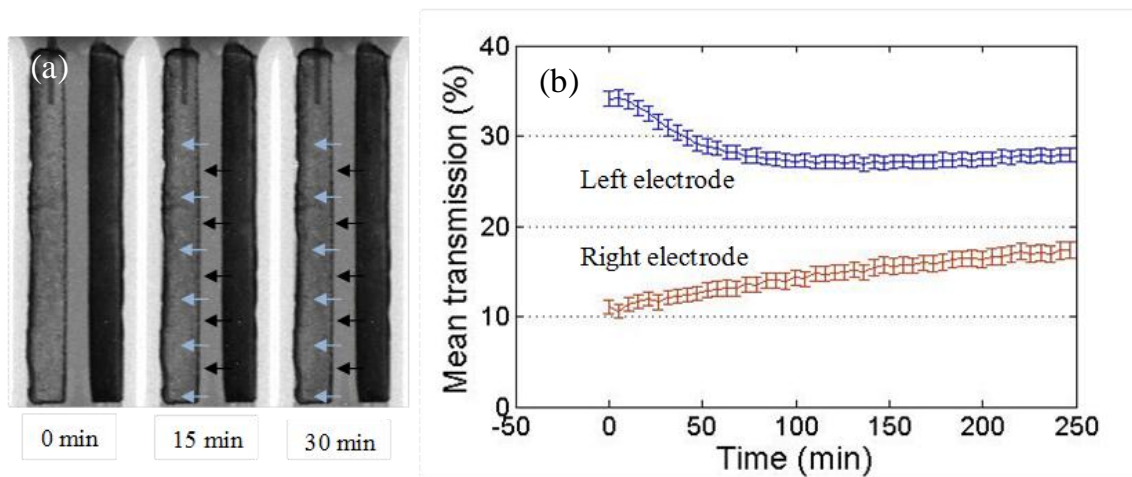 (a)
0 min
15 min
30 min
(b)
Mean transmission (%)
40
30
20
10
0
Left electrode
Right electrode
-50
0
50
100
150
200
250
Time (min)